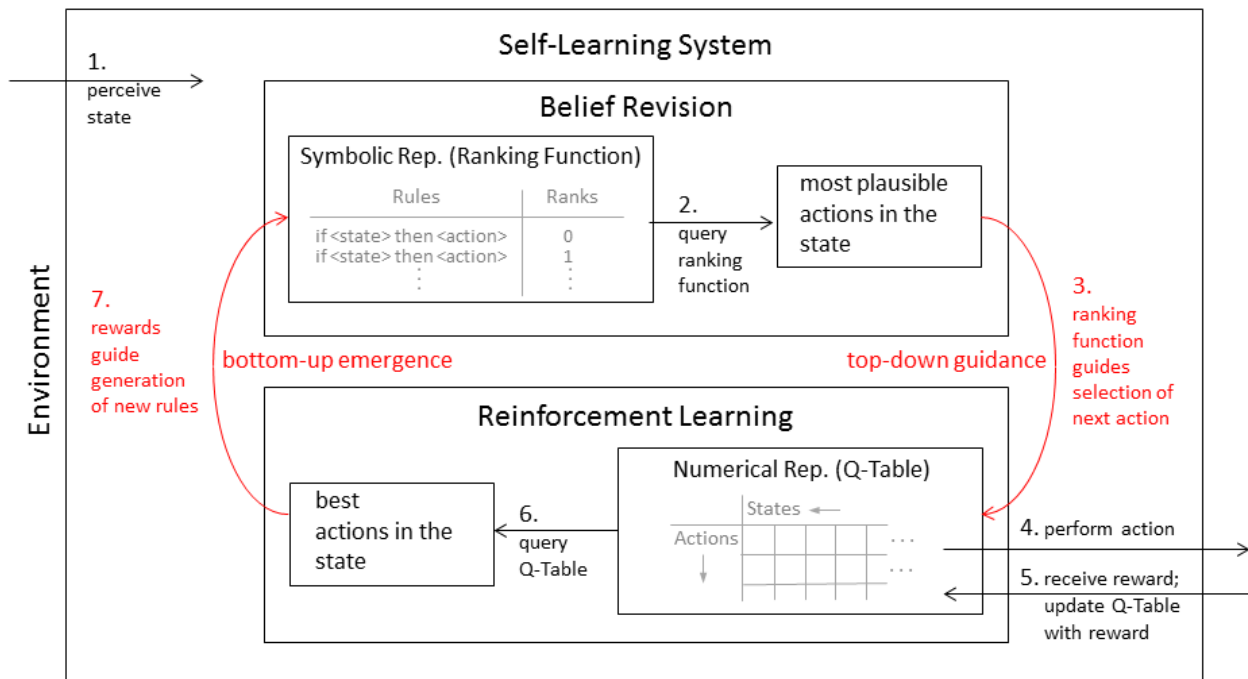 Self-Learning System
1.
perceive
state
Belief Revision
Symbolic Rep. (Ranking Function)
Rules Ranks
if <state> then <action> 0
if <state> then <action> 1
2.
query
ranking
function
most plausible
actions in the
state
3.
ranking
function
guides
selection of
next action
top-down guidance
Environment
7.
rewards
guide
generation
of new rules
bottom-up emergence
Reinforcement Learning
Numerical Rep. (Q-Table)
States
Actions
4. perform action
5. receive reward;
update Q-Table
with reward
6.
query
Q-Table
best
actions in the
state